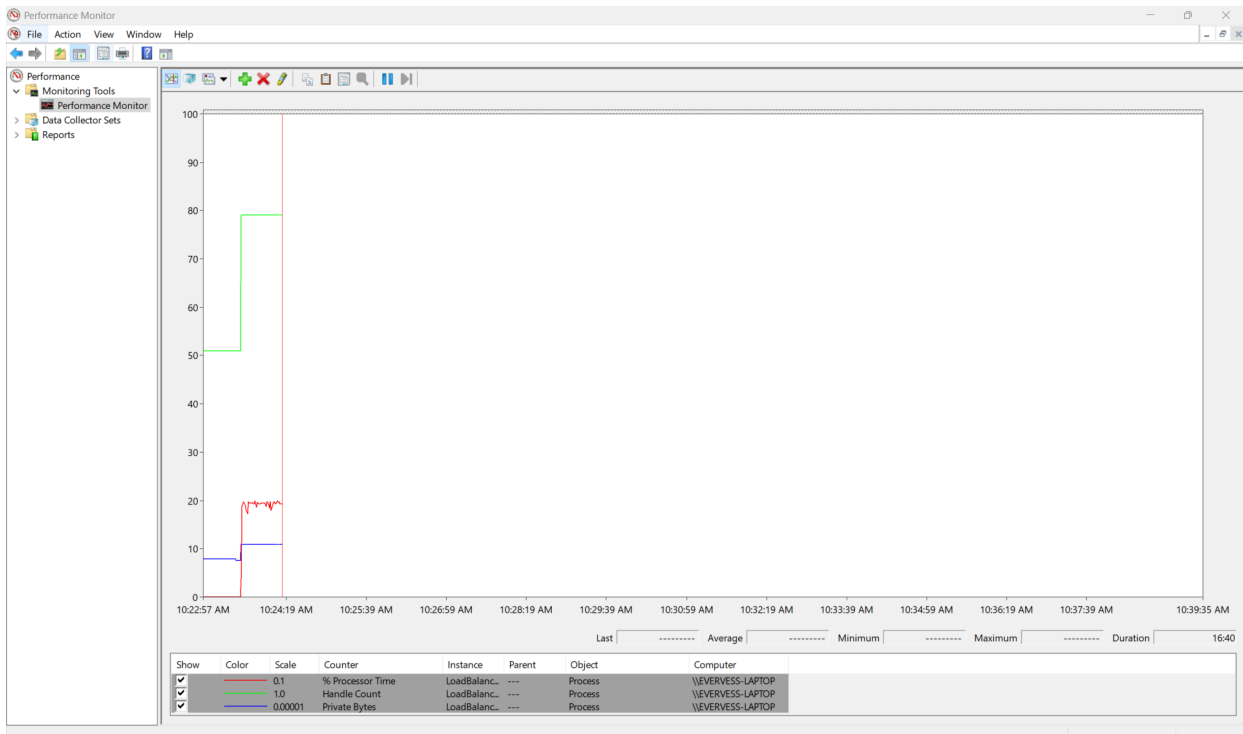 Performance Monitor
File Action View Window Help
Performance
Monitoring Tools
Performance Monitor
Data Collector Sets
Reports
100
90
80
70
60
50
40
30
20
10
0
10:22:57 AM 10:24:19 AM 10:25:39 AM 10:26:59 AM 10:28:19 AM 10:29:39 AM 10:30:59 AM 10:32:19 AM 10:33:39 AM 10:34:59 AM 10:36:19 AM 10:37:39 AM 10:39:35 AM
Last --------- Average --------- Minimum --------- Maximum --------- Duration 16:40
Show Color Scale Counter Instance Parent Object Computer
0.1 % Processor Time LoadBalanc... --- Process \\EVERVESS-LAPTOP
1.0 Handle Count LoadBalanc... --- Process \\EVERVESS-LAPTOP
0.00001 Private Bytes LoadBalanc... --- Process \\EVERVESS-LAPTOP